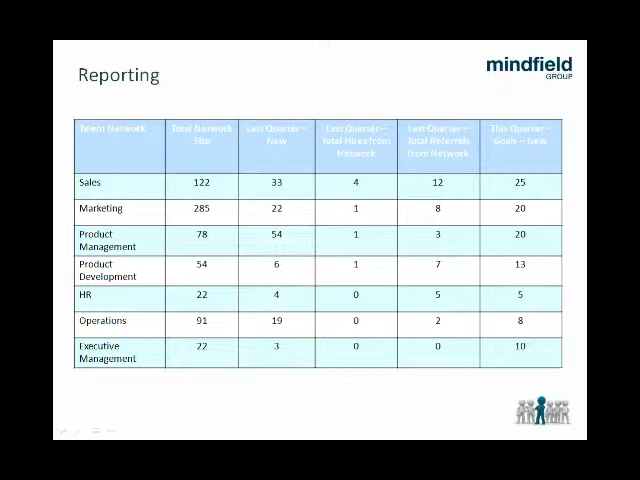 Reporting
mindfield
GROUP
Talent Network Total Network Size Last Quarter – New Last Quarter – Total Hires from Network Last Quarter – Total Referrals from Network This Quarter – Goals – New
Sales 122 33 4 12 25
Marketing 285 22 1 8 20
Product Management 78 54 1 3 20
Product Development 54 6 1 7 13
HR 22 4 0 5 5
Operations 91 19 0 2 8
Executive Management 22 3 0 0 10